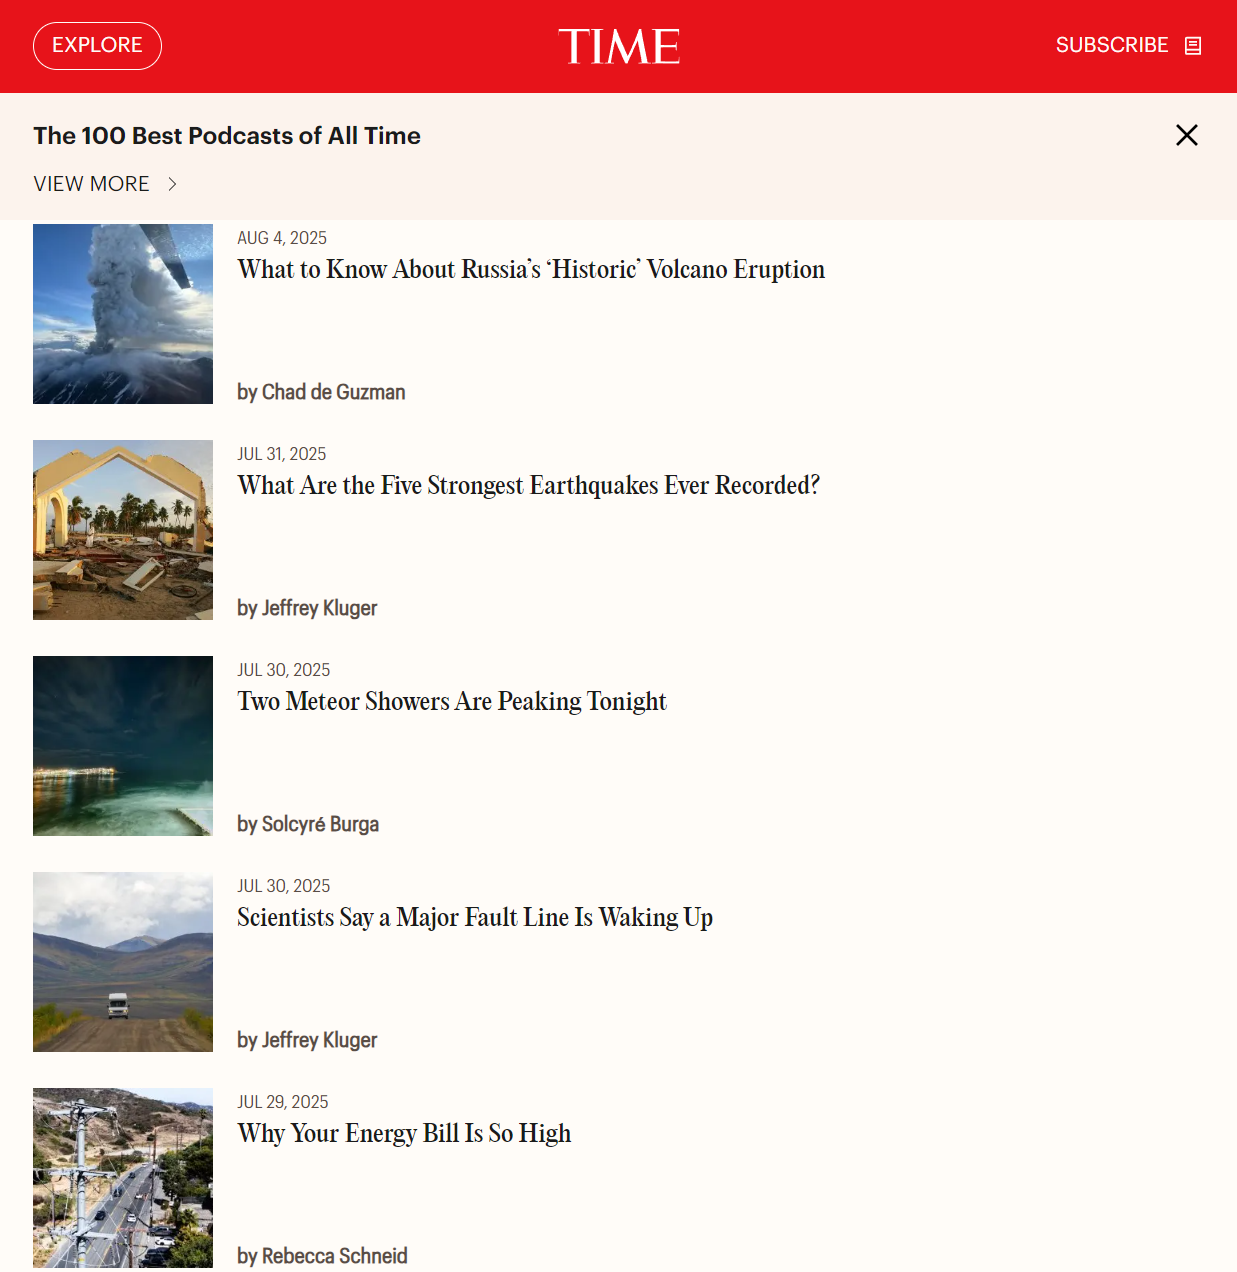 EXPLORE
TIME
SUBSCRIBE
The 100 Best Podcasts of All Time
VIEW MORE
AUG 4, 2025
What to Know About Russia’s ‘Historic’ Volcano Eruption
by Chad de Guzman
JUL 31, 2025
What Are the Five Strongest Earthquakes Ever Recorded?
by Jeffrey Kluger
JUL 30, 2025
Two Meteor Showers Are Peaking Tonight
by Solcyré Burga
JUL 30, 2025
Scientists Say a Major Fault Line Is Waking Up
by Jeffrey Kluger
JUL 29, 2025
Why Your Energy Bill Is So High
by Rebecca Schneid